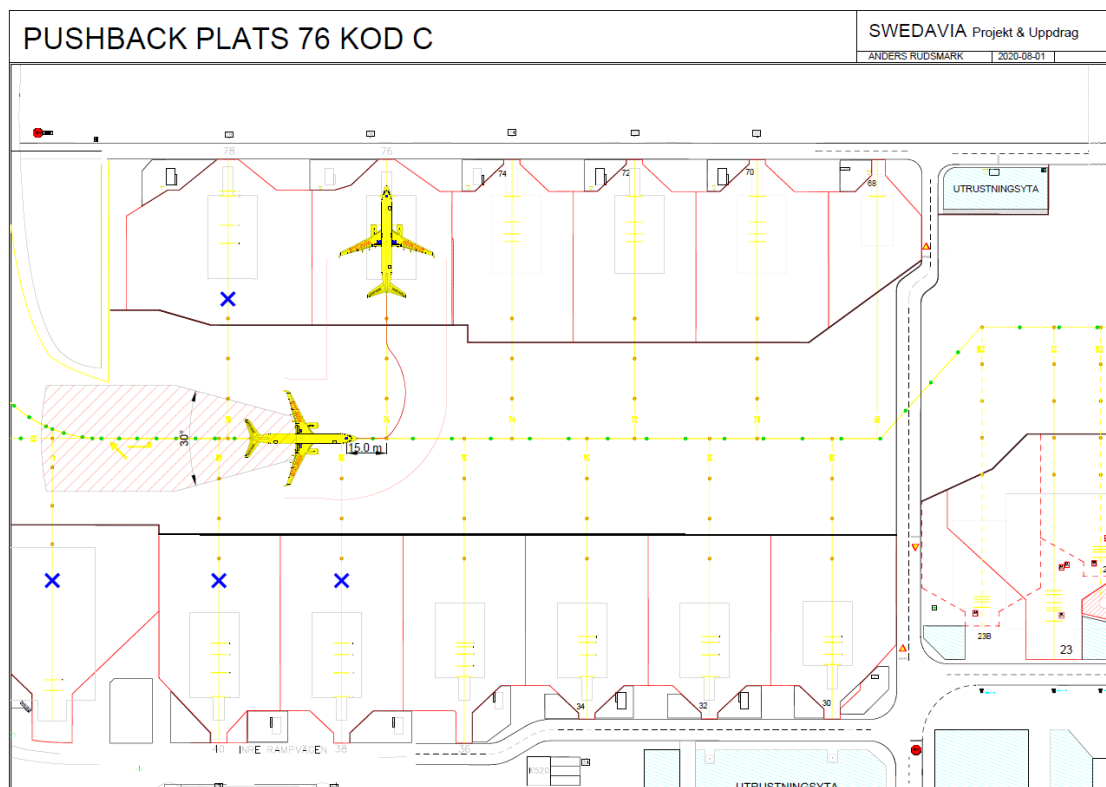 PUSHBACK PLATS 76 KOD C
SWEDAVIA Projekt & Uppdrag
ANDERS RUDSMARK
2020-08-01
78
76
74
72
70
68
UTRUSTNINGSYTA
30°
15.0 m
23B
23
34
32
30
40
INRE RAMPVÄGEN
38
36
K520
UTRUSTNINGSYTA